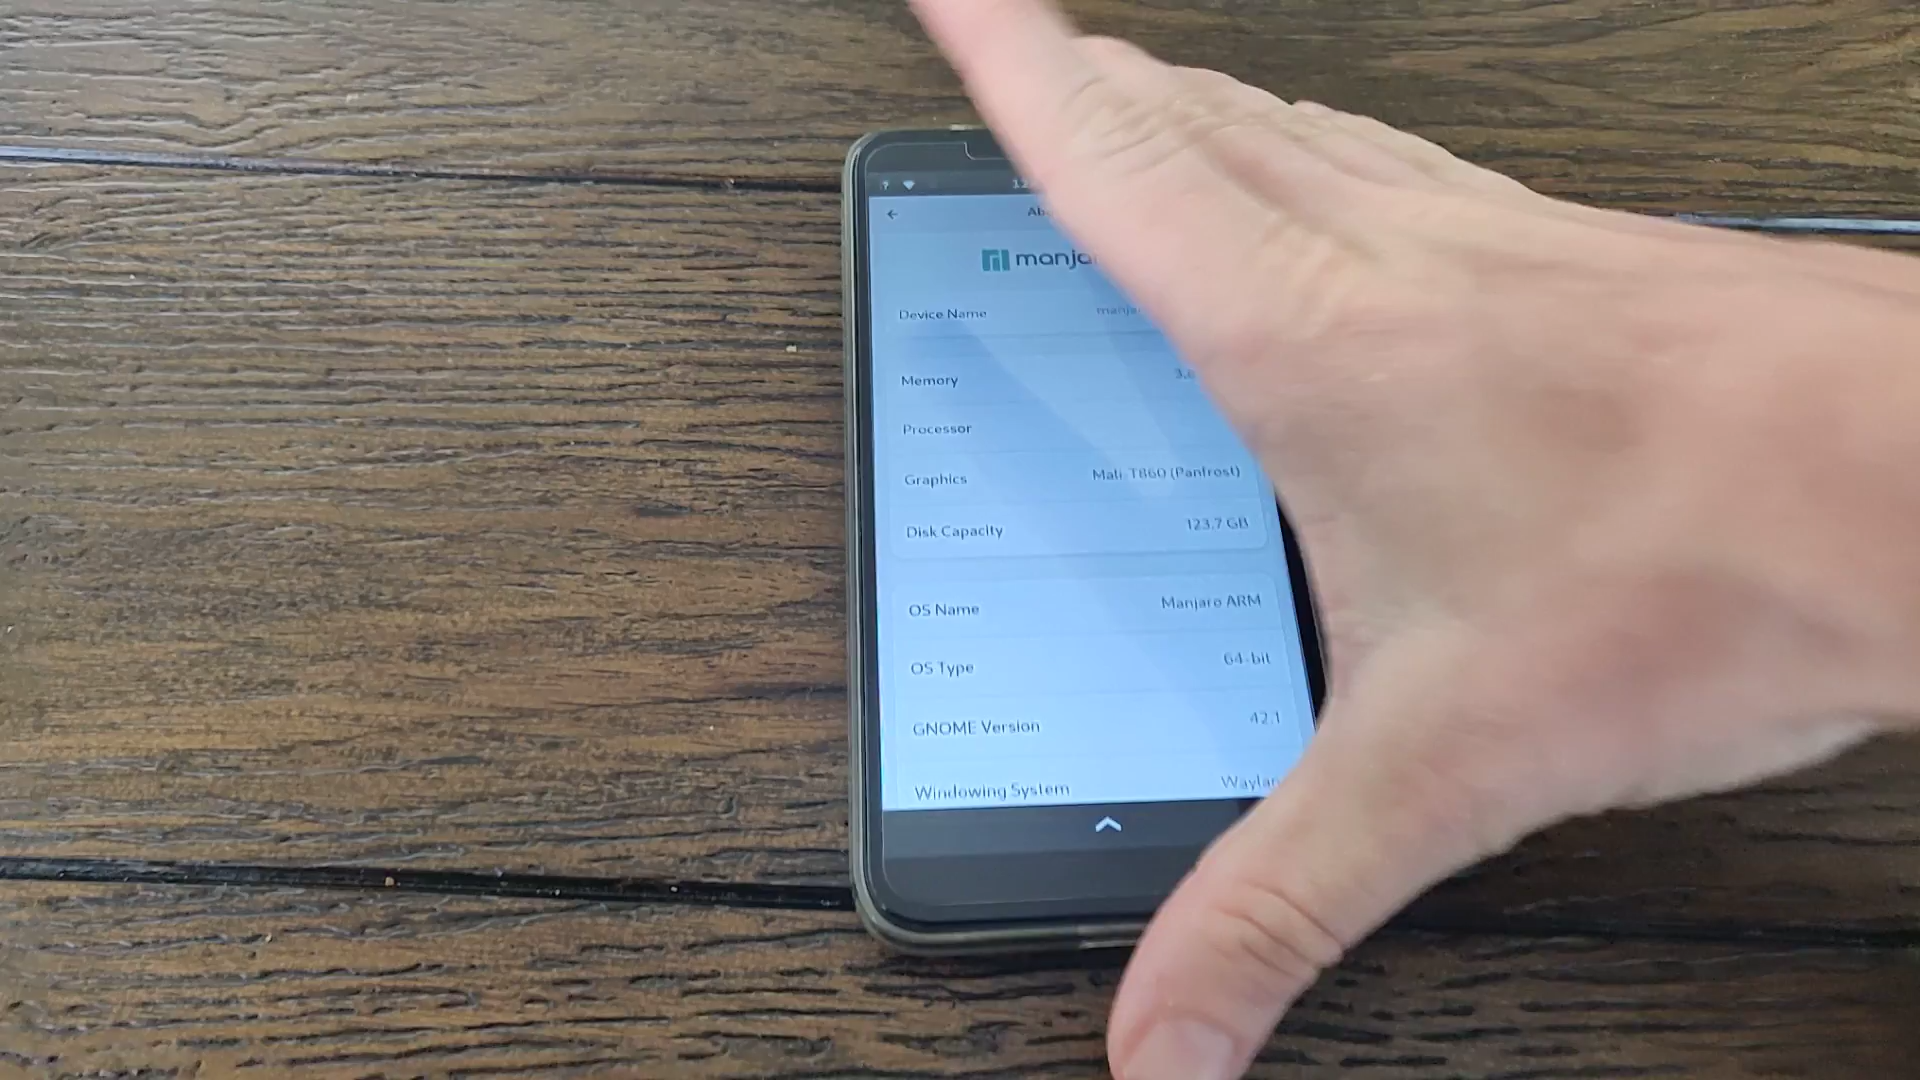 manja
Device Name manja
Memory
Processor
Graphics Mali-T860 (Panfrost)
Disk Capacity 123.7 GB
OS Name Manjaro ARM
OS Type 64-bit
GNOME Version 42.1
Windowing System Waylan